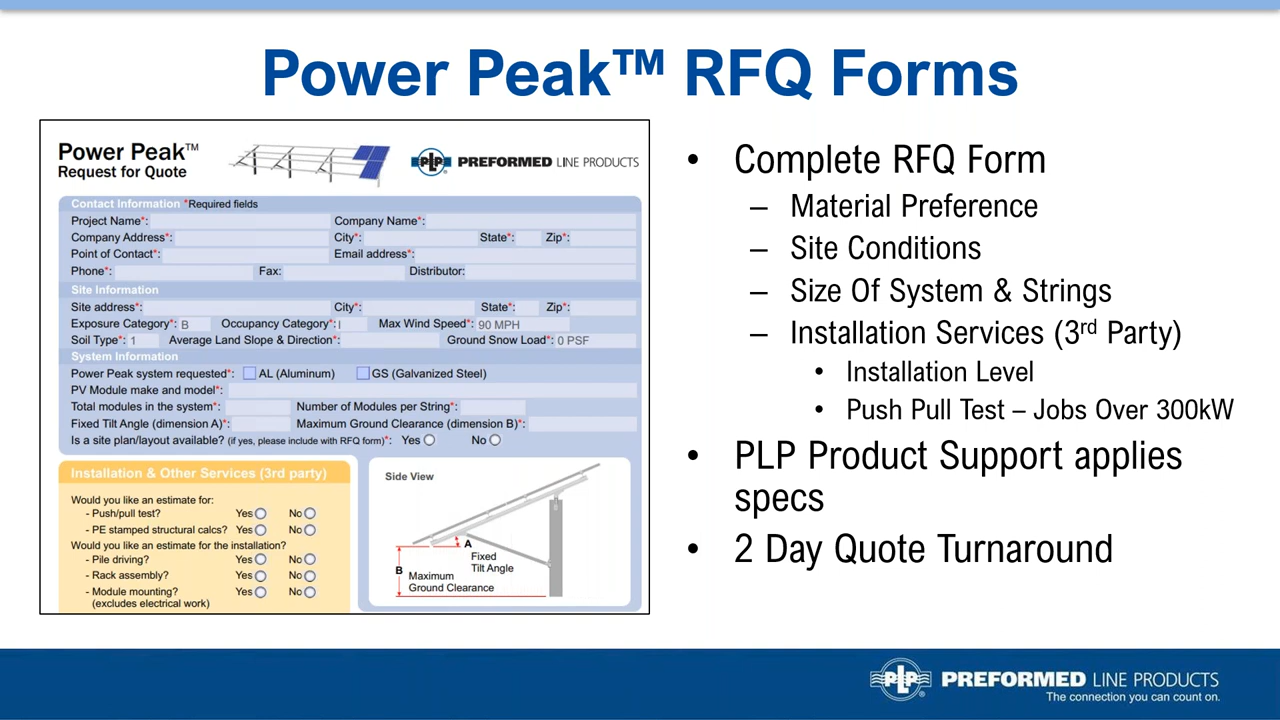 Power Peak™ RFQ Forms
Power Peak™
Request for Quote
PLP PREFORMED LINE PRODUCTS
Contact Information *Required fields
Project Name*: Company Name*:
Company Address*: City*: State*: Zip*:
Point of Contact*: Email address*:
Phone*: Fax: Distributor:
Site Information
Site address*: City*: State*: Zip*:
Exposure Category*: B Occupancy Category*: I Max Wind Speed*: 90 MPH
Soil Type*: 1 Average Land Slope & Direction*: Ground Snow Load*: 0 PSF
System Information
Power Peak system requested*: AL (Aluminum) GS (Galvanized Steel)
PV Module make and model*:
Total modules in the system*: Number of Modules per String*:
Fixed Tilt Angle (dimension A)*: Maximum Ground Clearance (dimension B)*:
Is a site plan/layout available? (if yes, please include with RFQ form)*: Yes No
Installation & Other Services (3rd party)
Would you like an estimate for:
- Push/pull test? Yes No
- PE stamped structural calcs? Yes No
Would you like an estimate for the installation?
- Pile driving? Yes No
- Rack assembly? Yes No
- Module mounting? Yes No
(excludes electrical work)
Side View
A
Fixed
Tilt Angle
B
Maximum
Ground Clearance
• Complete RFQ Form
– Material Preference
– Site Conditions
– Size Of System & Strings
– Installation Services (3rd Party)
• Installation Level
• Push Pull Test – Jobs Over 300kW
• PLP Product Support applies
specs
• 2 Day Quote Turnaround
PLP PREFORMED LINE PRODUCTS
The connection you can count on.